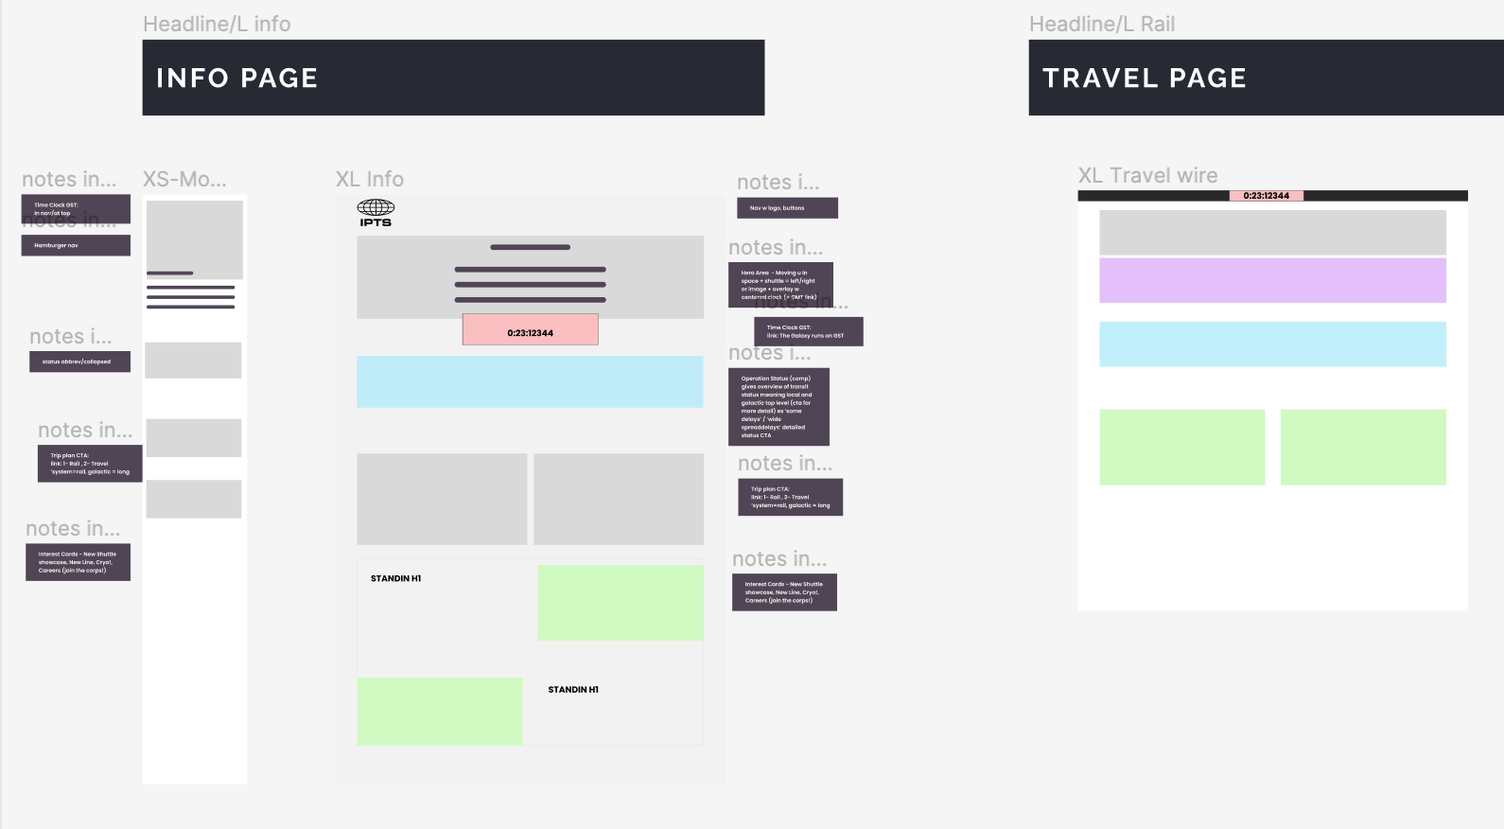 Headline/L info
INFO PAGE
Headline/L Rail
TRAVEL PAGE
notes in...
Time Clock GST:
in nav/at top
notes in...
Hamburger nav
XS-Mo...
notes i...
status abbrev/collapsed
notes in...
Trip plan CTA:
link: 1- Rail , 2- Travel
'system=rail, galactic = long
notes in...
Interest Cards - New Shuttle
showcase, New Line, Cryo!,
Careers (join the corps!)
XL Info
IPTS
0:23:12344
STANDIN H1
STANDIN H1
notes i...
Nav w logo, buttons
notes in...
Hero Area - Moving u in
space + shuttle = left/right
or image + overlay w
centered clock (+ GMT link)
notes in...
Time Clock GST:
link: The Galaxy runs on GST
notes i...
Operation Status (comp)
gives overview of transit
status meaning local and
galactic top level (cta for
more detail) ex 'some
delays' / 'wide
spreaddelays' detailed
status CTA
notes in...
Trip plan CTA:
link: 1- Rail , 2- Travel
'system=rail, galactic = long
notes in...
Interest Cards - New Shuttle
showcase, New Line, Cryo!,
Careers (join the corps!)
XL Travel wire
0:23:12344